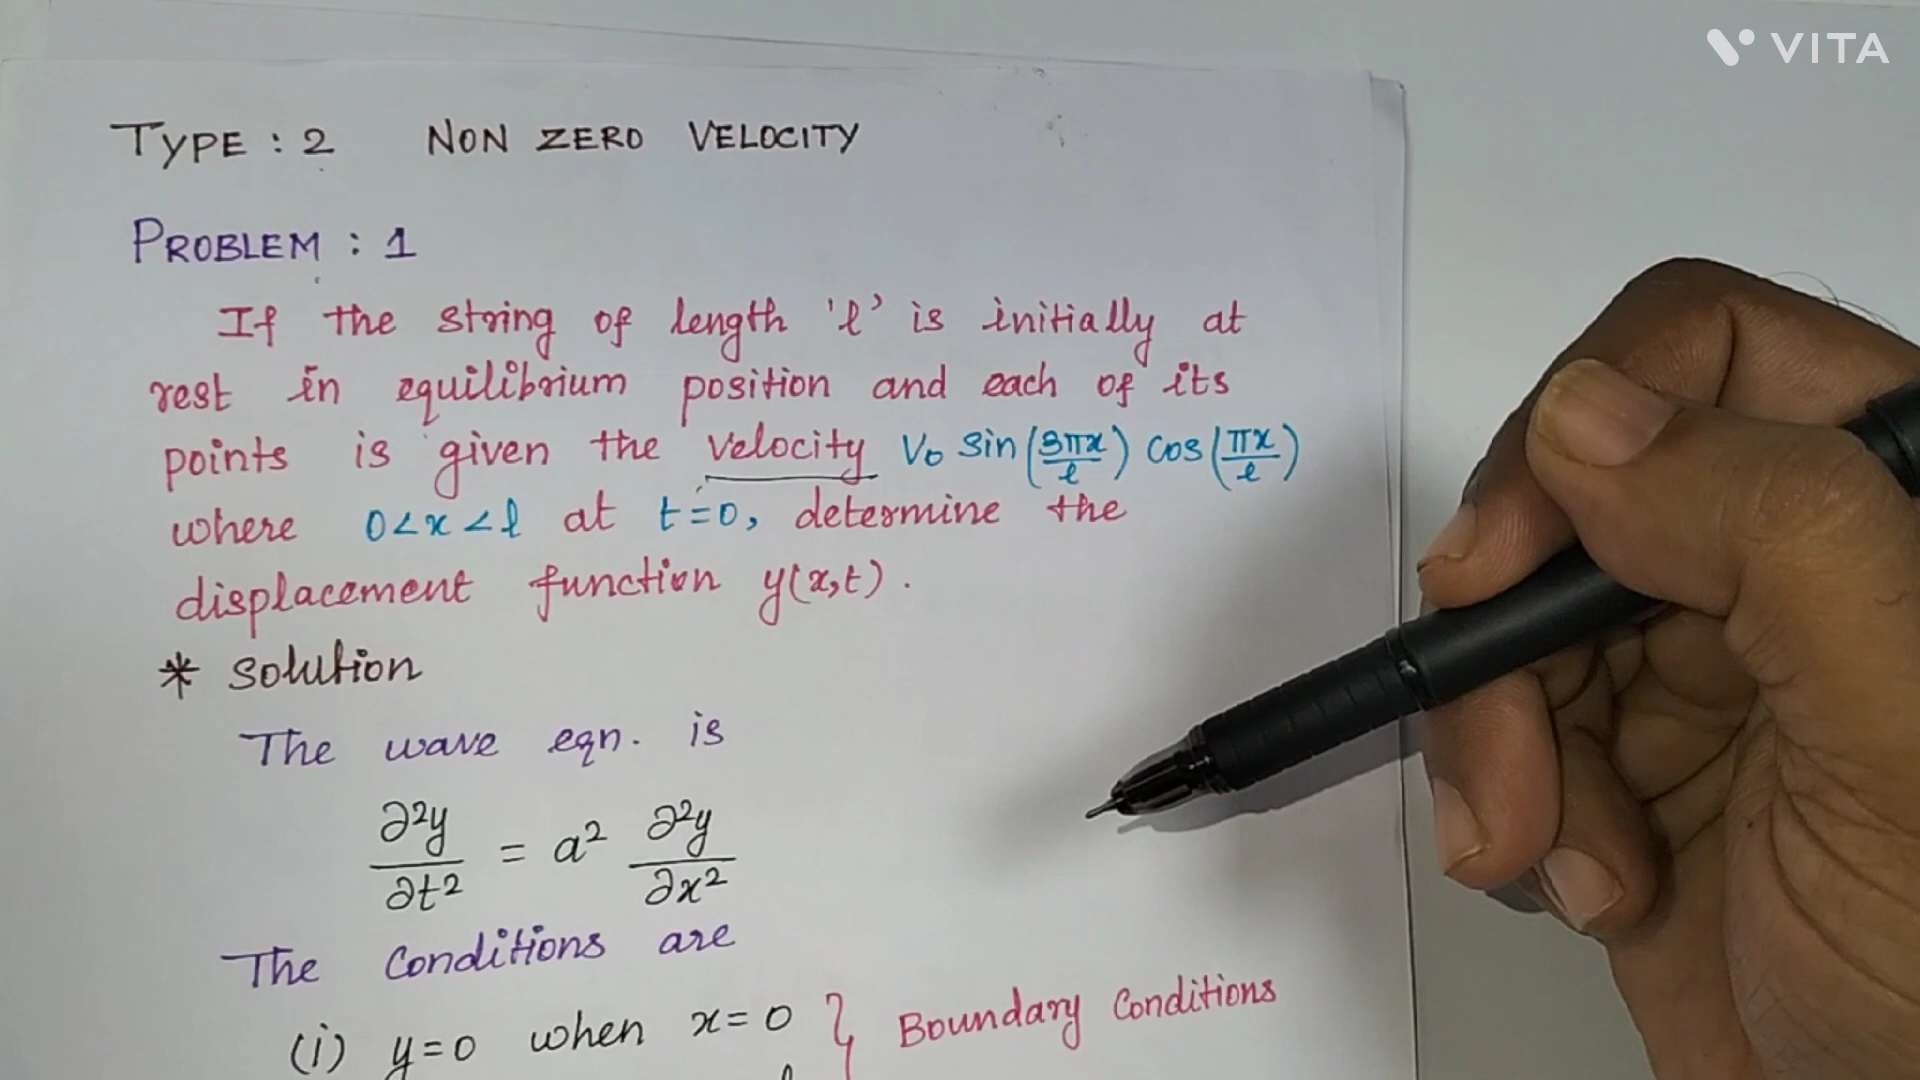 VITA
TYPE : 2 NON ZERO VELOCITY
PROBLEM : 1
If the string of length 'l' is initially at
rest in equilibrium position and each of its
points is given the velocity V₀ sin(3πx/l) cos(πx/l)
where 0<x<l at t=0, determine the
displacement function y(x,t).
* Solution
The wave eqn. is
∂²y/∂t² = a² ∂²y/∂x²
The Conditions are
(i) y=0 when x=0 } Boundary Conditions